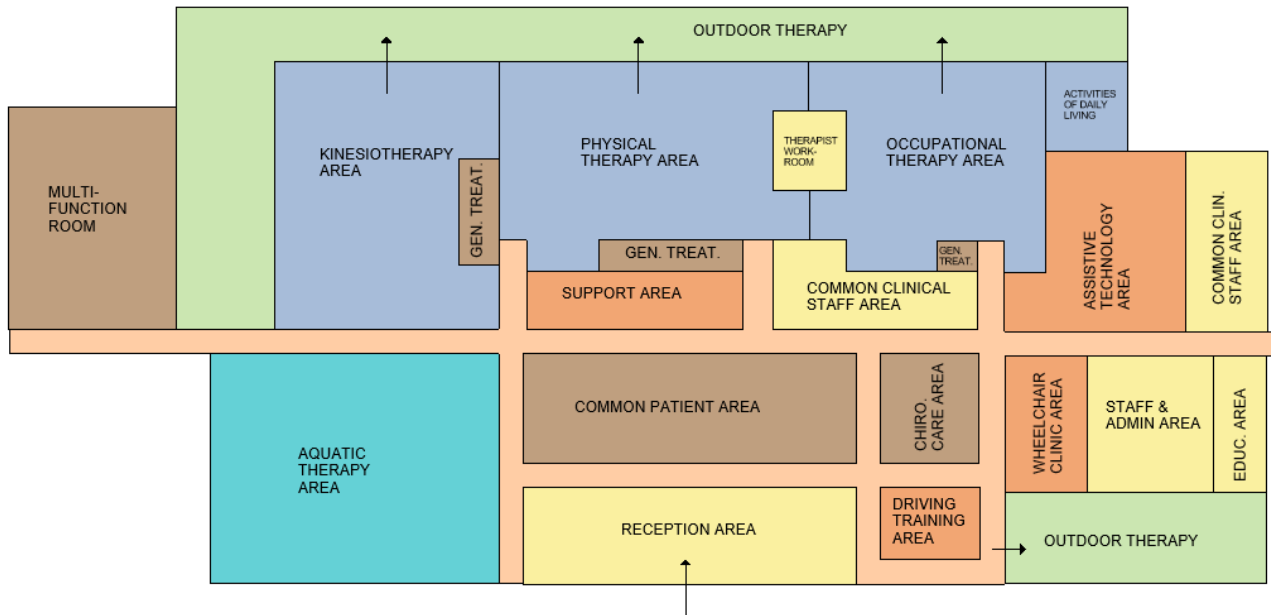 OUTDOOR THERAPY
ACTIVITIES
OF DAILY
LIVING
KINESIOTHERAPY
AREA
PHYSICAL
THERAPY AREA
THERAPIST
WORK-
ROOM
OCCUPATIONAL
THERAPY AREA
MULTI-
FUNCTION
ROOM
GEN. TREAT.
GEN. TREAT.
GEN.
TREAT.
SUPPORT AREA
COMMON CLINICAL
STAFF AREA
ASSISTIVE
TECHNOLOGY
AREA
COMMON CLIN.
STAFF AREA
AQUATIC
THERAPY
AREA
COMMON PATIENT AREA
CHIRO.
CARE AREA
WHEELCHAIR
CLINIC AREA
STAFF &
ADMIN AREA
EDUC. AREA
RECEPTION AREA
DRIVING
TRAINING
AREA
OUTDOOR THERAPY